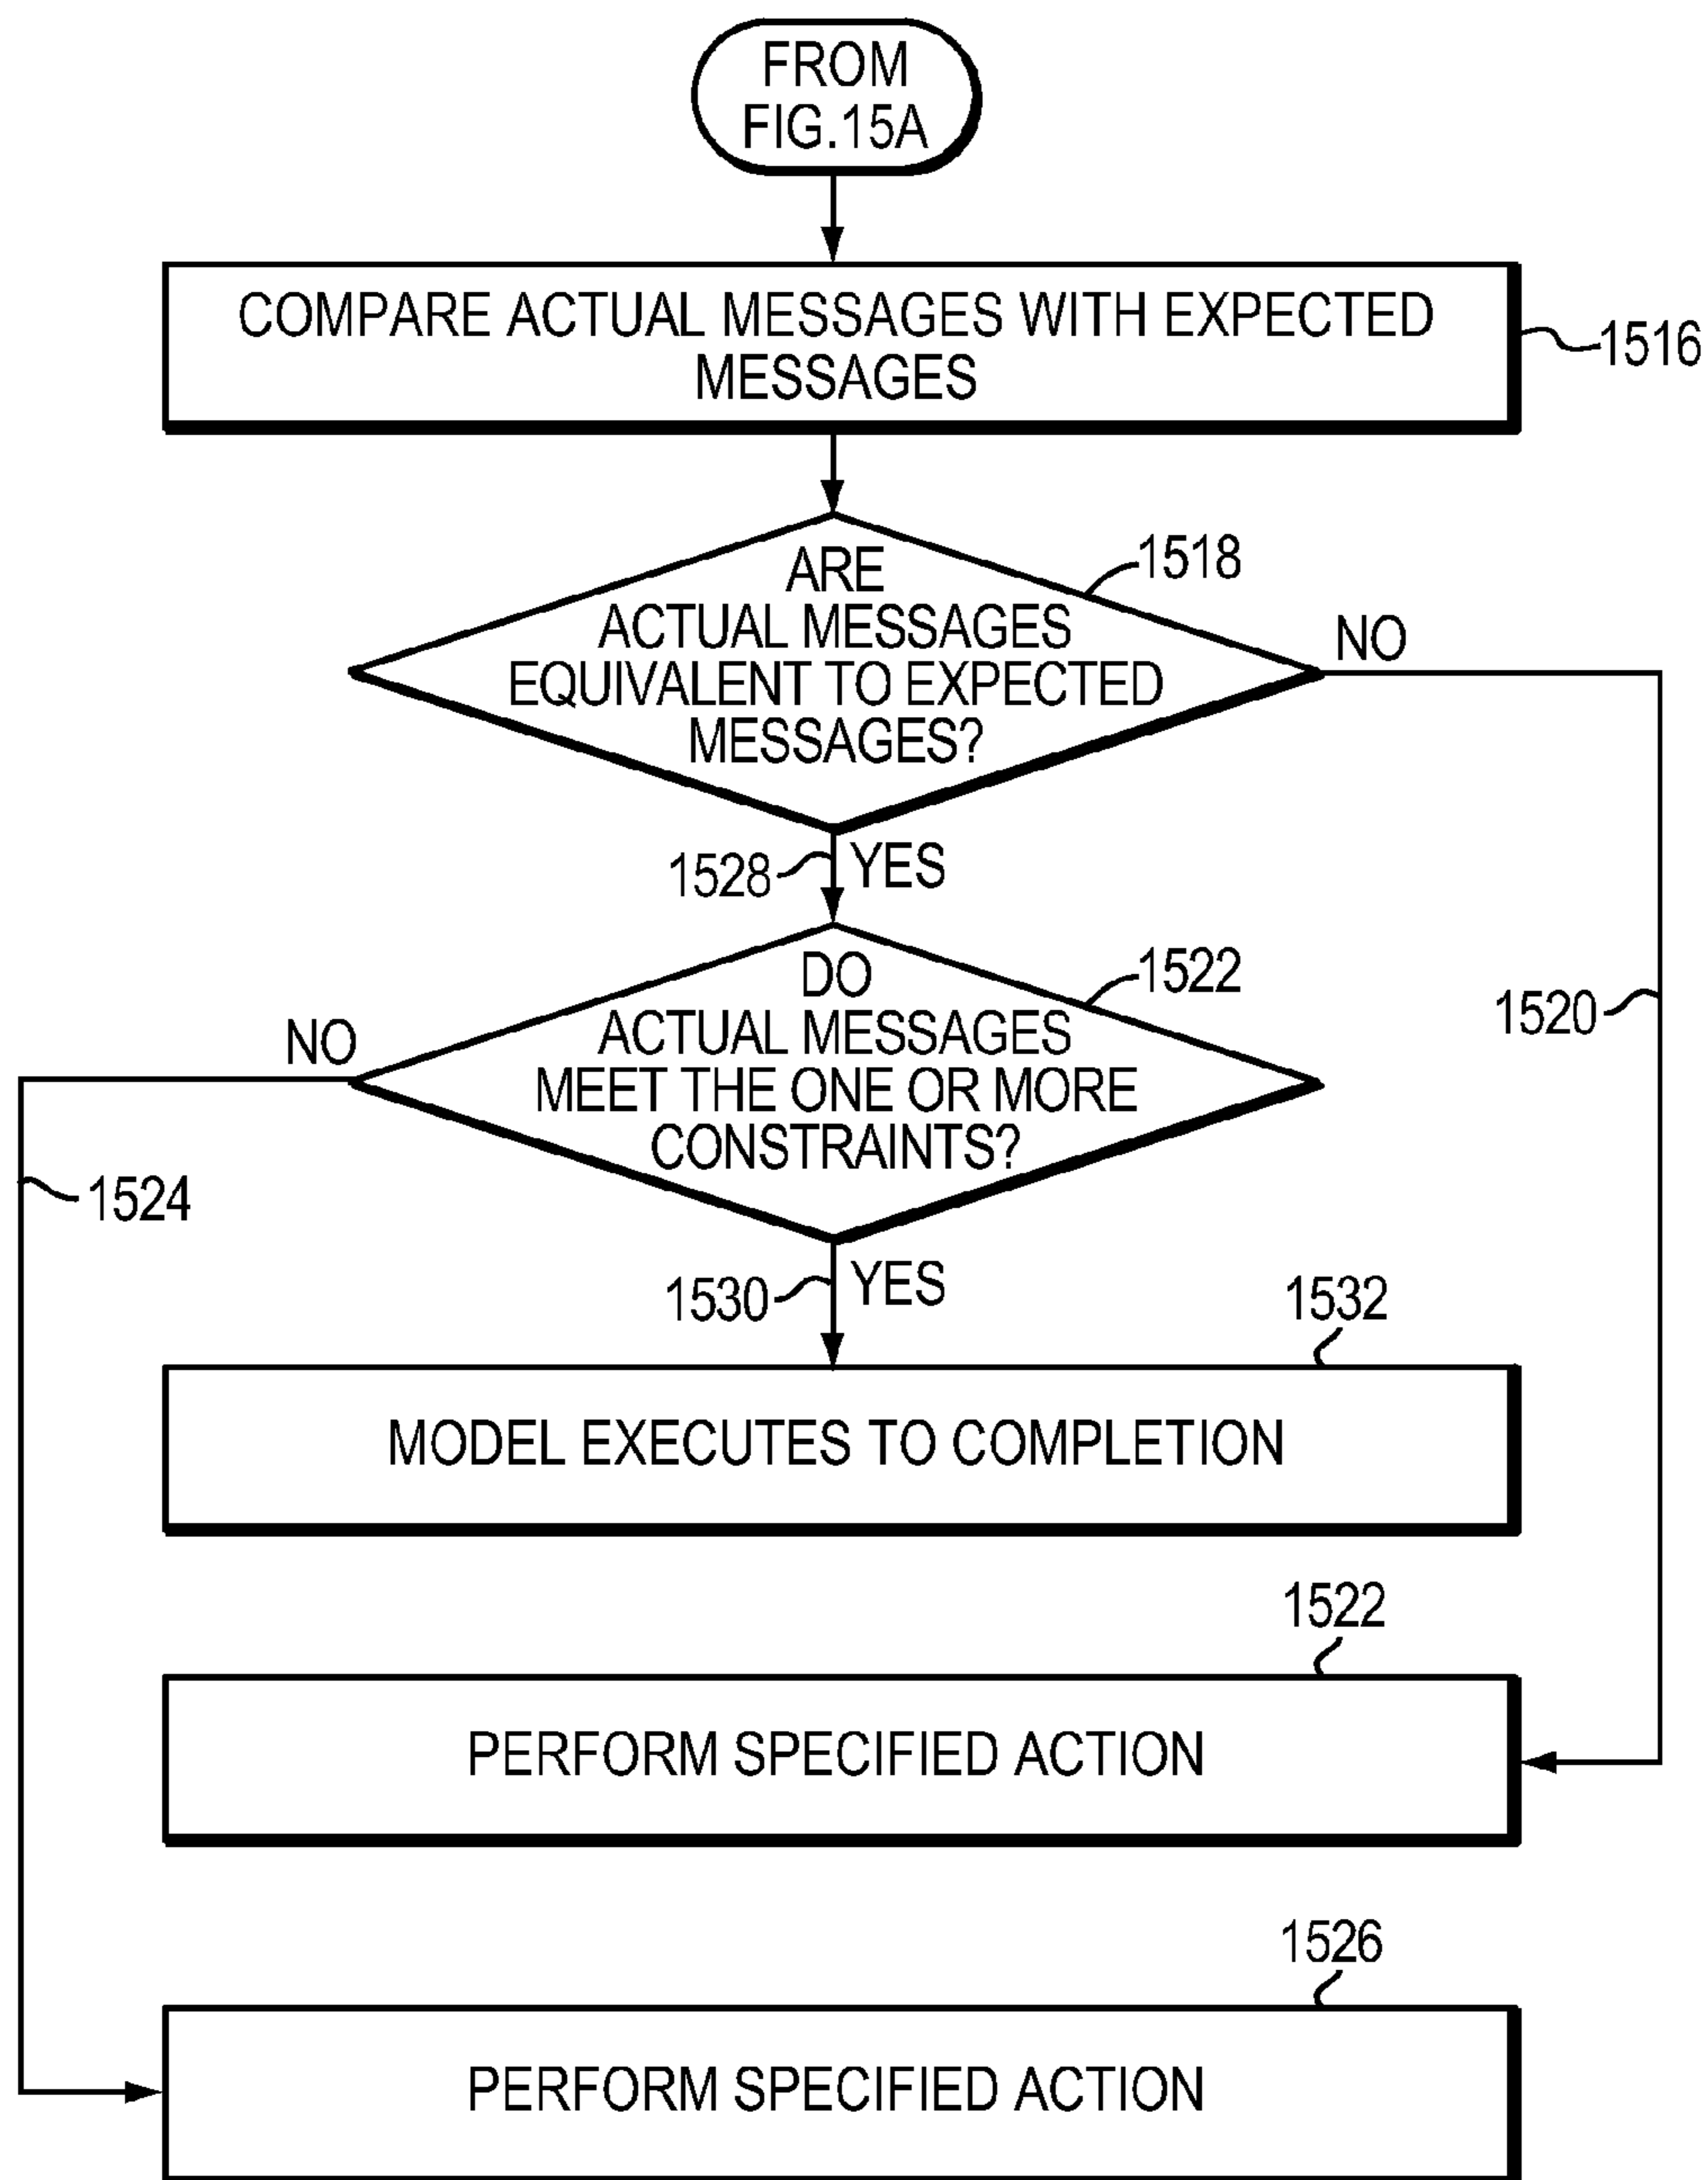 FROM
FIG.15A
COMPARE ACTUAL MESSAGES WITH EXPECTED
MESSAGES
1516
ARE
ACTUAL MESSAGES
EQUIVALENT TO EXPECTED
MESSAGES?
1518
NO
1528
YES
DO
ACTUAL MESSAGES
MEET THE ONE OR MORE
CONSTRAINTS?
1522
1520
NO
1524
1530
YES
1532
MODEL EXECUTES TO COMPLETION
1522
PERFORM SPECIFIED ACTION
1526
PERFORM SPECIFIED ACTION